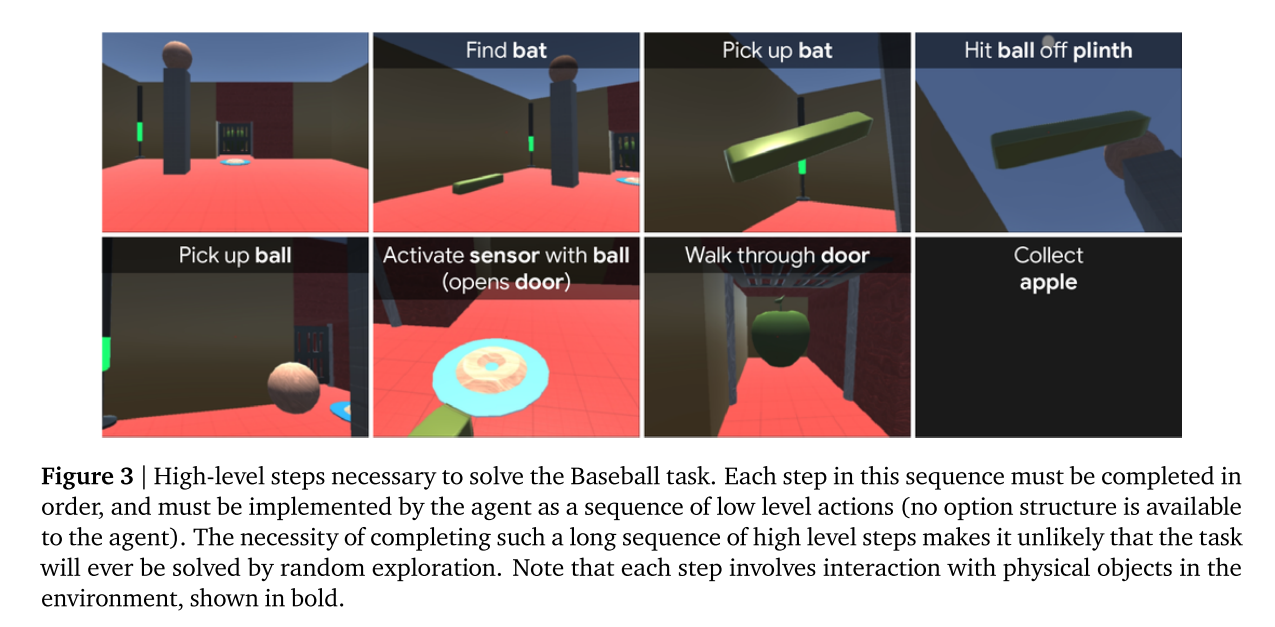 Find bat
Pick up bat
Hit ball off plinth
Pick up ball
Activate sensor with ball
(opens door)
Walk through door
Collect
apple
Figure 3 | High-level steps necessary to solve the Baseball task. Each step in this sequence must be completed in
order, and must be implemented by the agent as a sequence of low level actions (no option structure is available
to the agent). The necessity of completing such a long sequence of high level steps makes it unlikely that the task
will ever be solved by random exploration. Note that each step involves interaction with physical objects in the
environment, shown in bold.